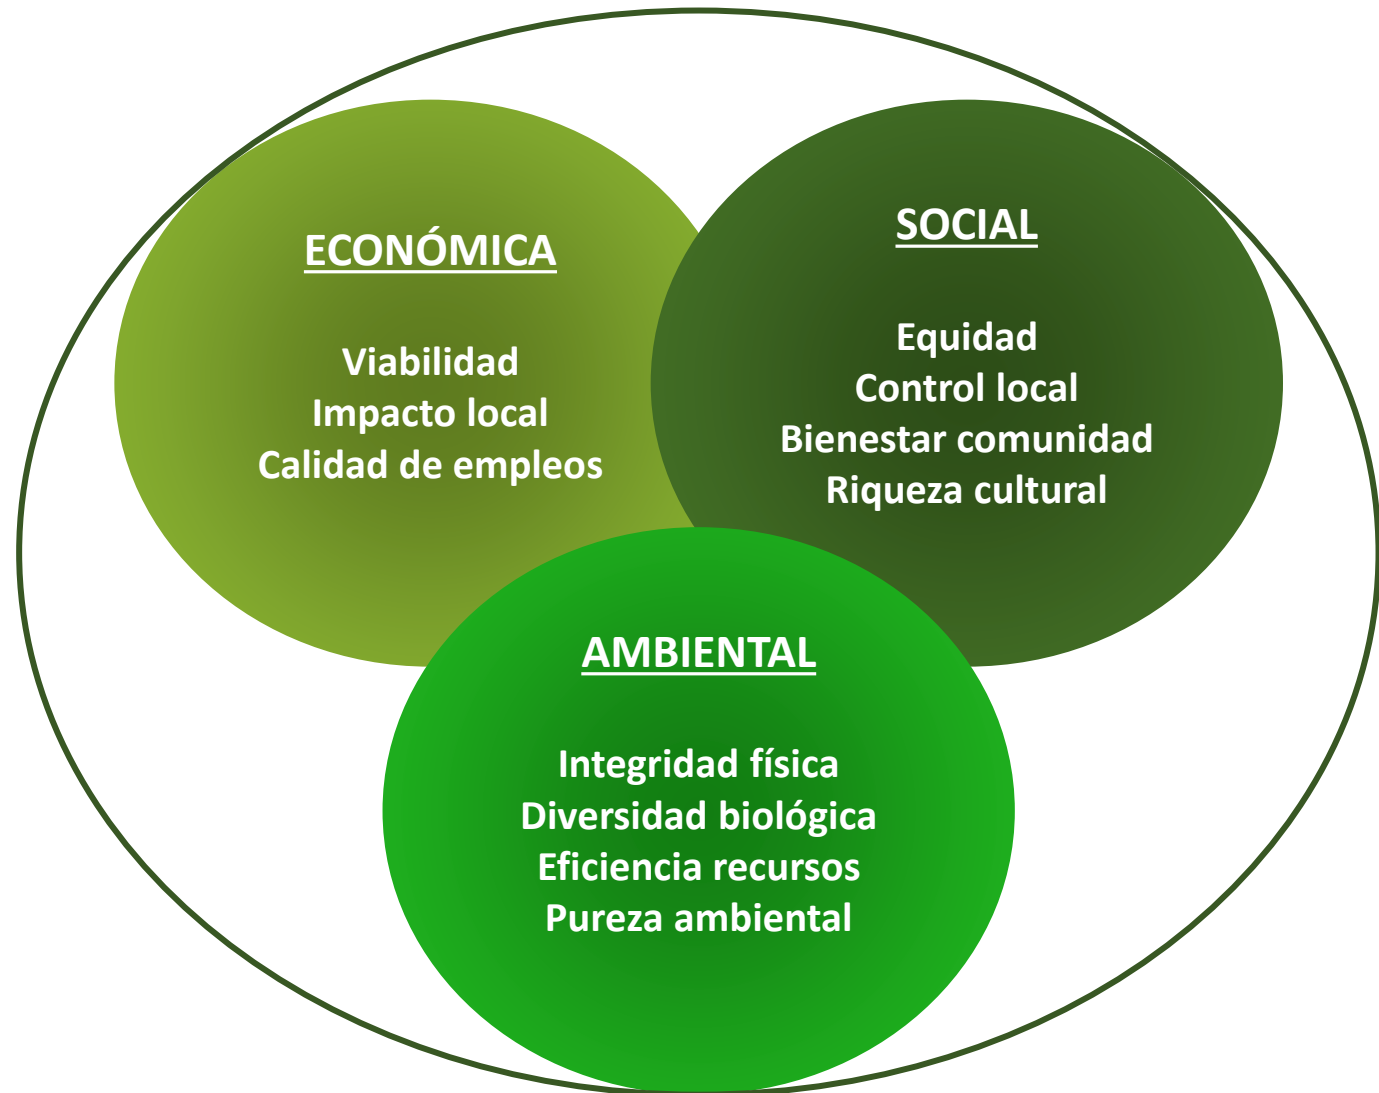 ECONÓMICA
Viabilidad
Impacto local
Calidad de empleos
SOCIAL
Equidad
Control local
Bienestar comunidad
Riqueza cultural
AMBIENTAL
Integridad física
Diversidad biológica
Eficiencia recursos
Pureza ambiental